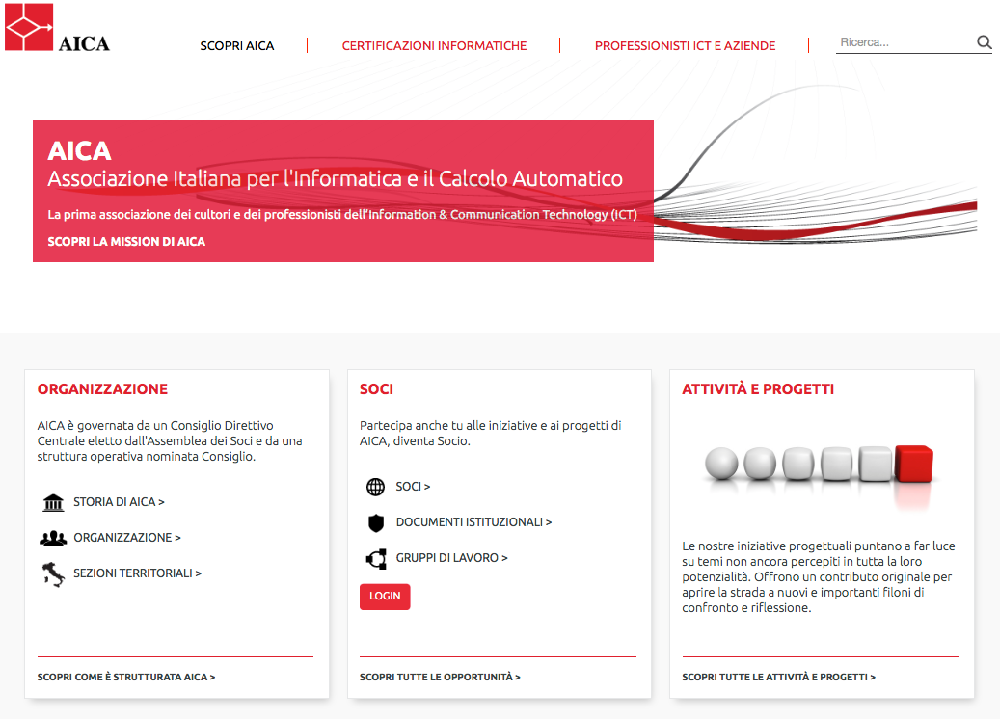 AICA
SCOPRI AICA
CERTIFICAZIONI INFORMATICHE
PROFESSIONISTI ICT E AZIENDE
Ricerca...
AICA
Associazione Italiana per l'Informatica e il Calcolo Automatico
La prima associazione dei cultori e dei professionisti dell'Information & Communication Technology (ICT)
SCOPRI LA MISSION DI AICA
ORGANIZZAZIONE
AICA è governata da un Consiglio Direttivo
Centrale eletto dall'Assemblea dei Soci e da una
struttura operativa nominata Consiglio.
STORIA DI AICA >
ORGANIZZAZIONE >
SEZIONI TERRITORIALI >
SCOPRI COME È STRUTTURATA AICA >
SOCI
Partecipa anche tu alle iniziative e ai progetti di
AICA, diventa Socio.
SOCI >
DOCUMENTI ISTITUZIONALI >
GRUPPI DI LAVORO >
LOGIN
SCOPRI TUTTE LE OPPORTUNITÀ >
ATTIVITÀ E PROGETTI
Le nostre iniziative progettuali puntano a far luce
su temi non ancora percepiti in tutta la loro
potenzialità. Offrono un contributo originale per
aprire la strada a nuovi e importanti filoni di
confronto e riflessione.
SCOPRI TUTTE LE ATTIVITÀ E PROGETTI >